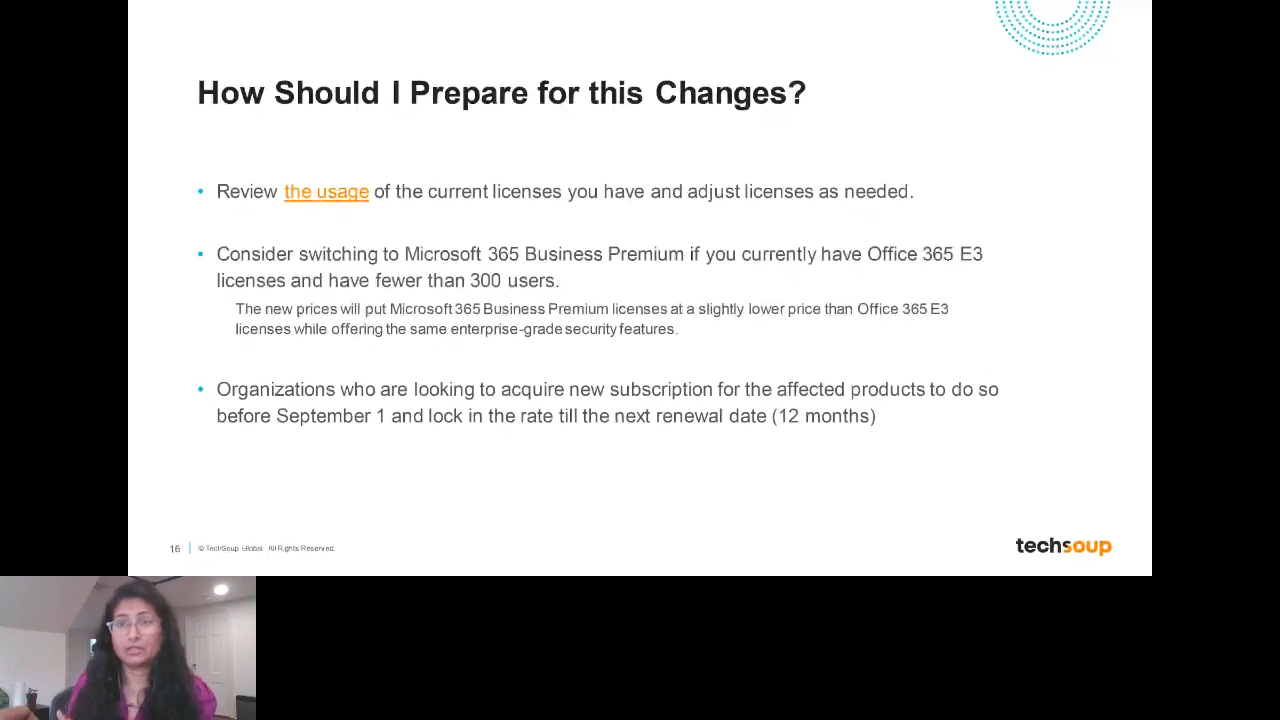 How Should I Prepare for this Changes?
• Review the usage of the current licenses you have and adjust licenses as needed.
• Consider switching to Microsoft 365 Business Premium if you currently have Office 365 E3
licenses and have fewer than 300 users.
The new prices will put Microsoft 365 Business Premium licenses at a slightly lower price than Office 365 E3
licenses while offering the same enterprise-grade security features.
• Organizations who are looking to acquire new subscription for the affected products to do so
before September 1 and lock in the rate till the next renewal date (12 months)
16 © TechSoup Global. All Rights Reserved.
techsoup